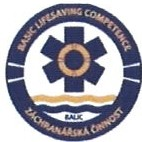 BASIC LIFESAVING COMPETENCE
BALIC
ZÁCHRANÁŘSKÁ ČINNOST